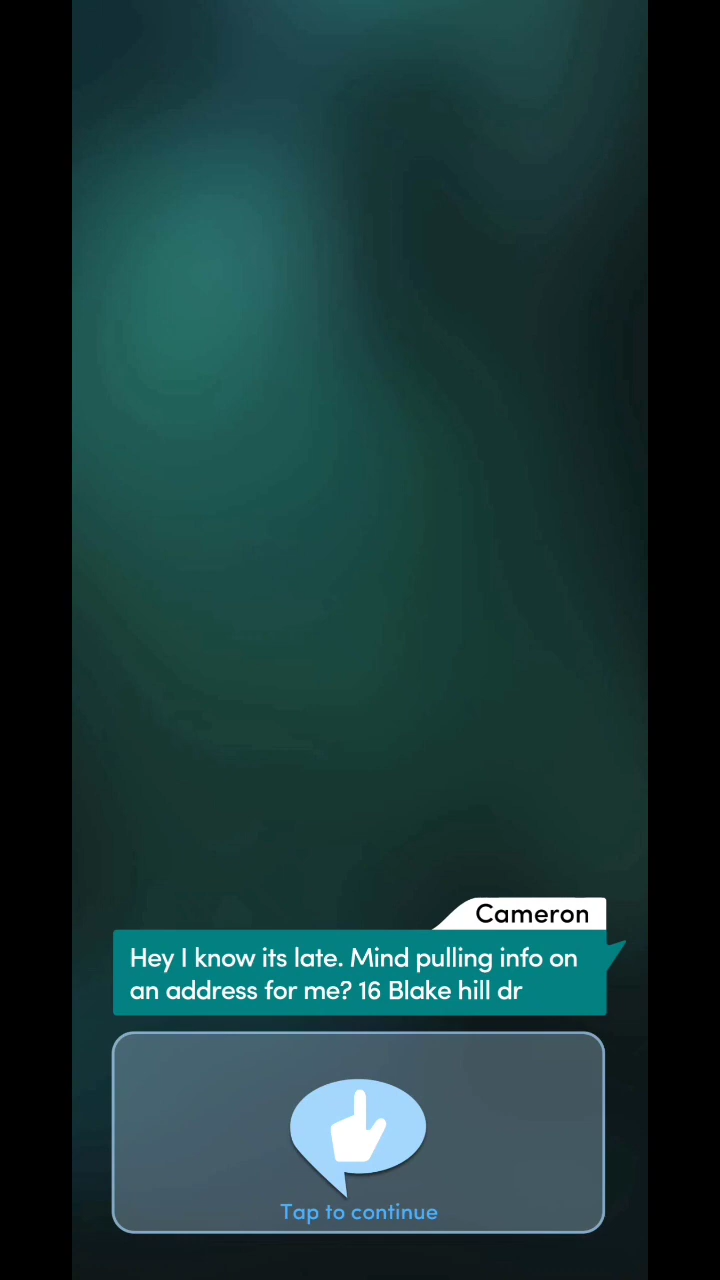 Cameron
Hey I know its late. Mind pulling info on
an address for me? 16 Blake hill dr
Tap to continue